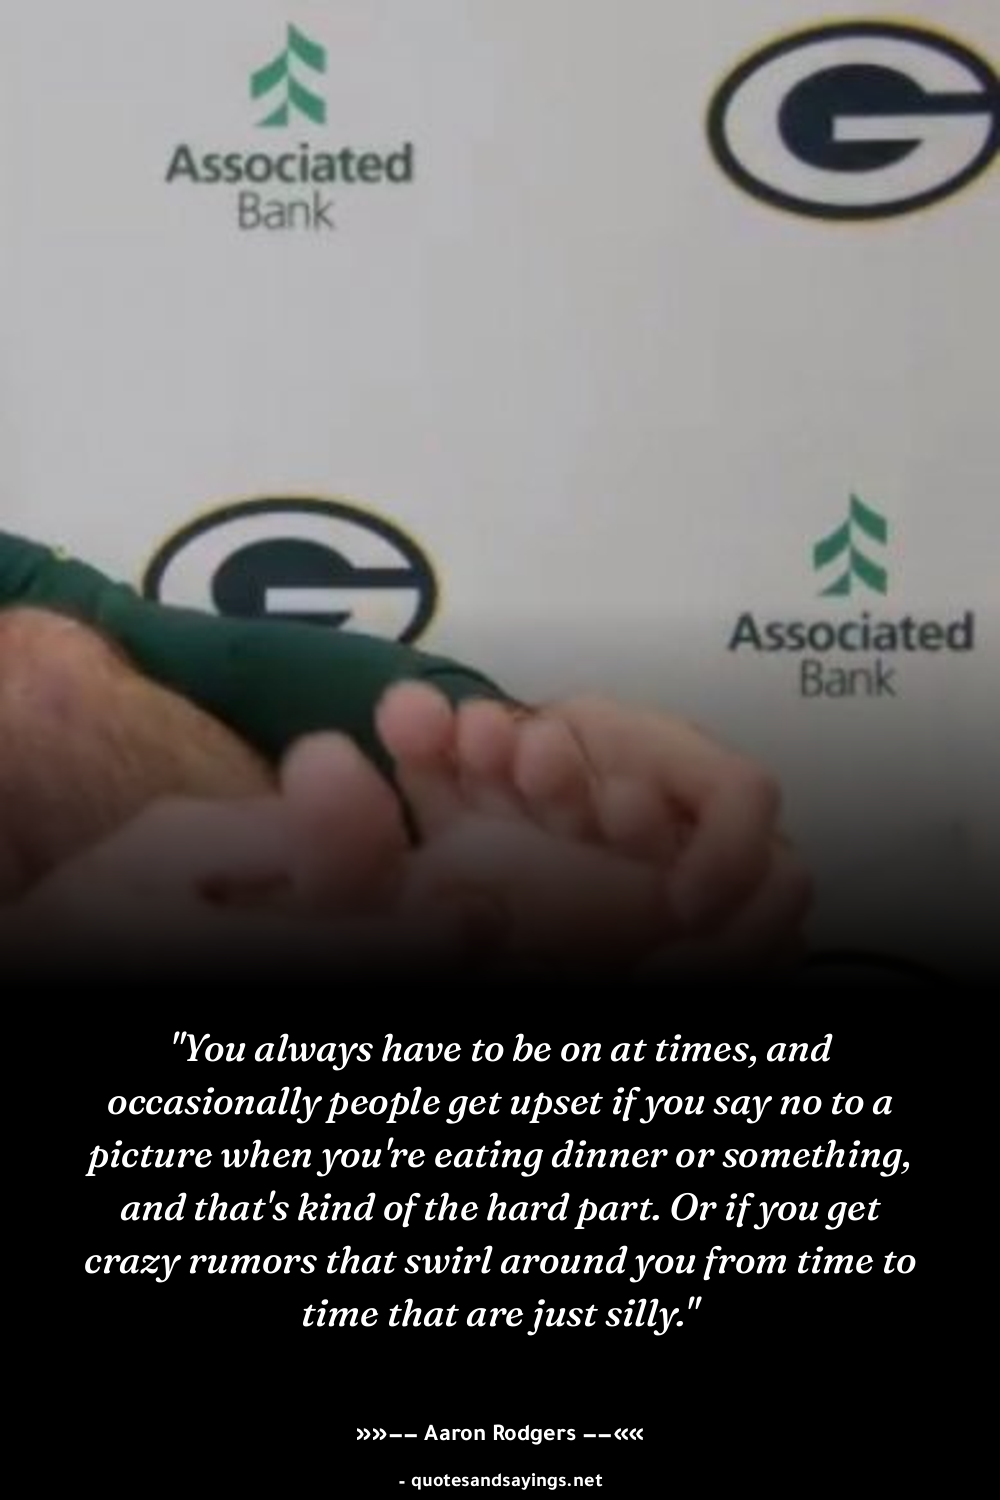 Associated
Bank
G
G
Associated
Bank
"You always have to be on at times, and
occasionally people get upset if you say no to a
picture when you're eating dinner or something,
and that's kind of the hard part. Or if you get
crazy rumors that swirl around you from time to
time that are just silly."
»»−− Aaron Rodgers −−««
- quotesandsayings.net